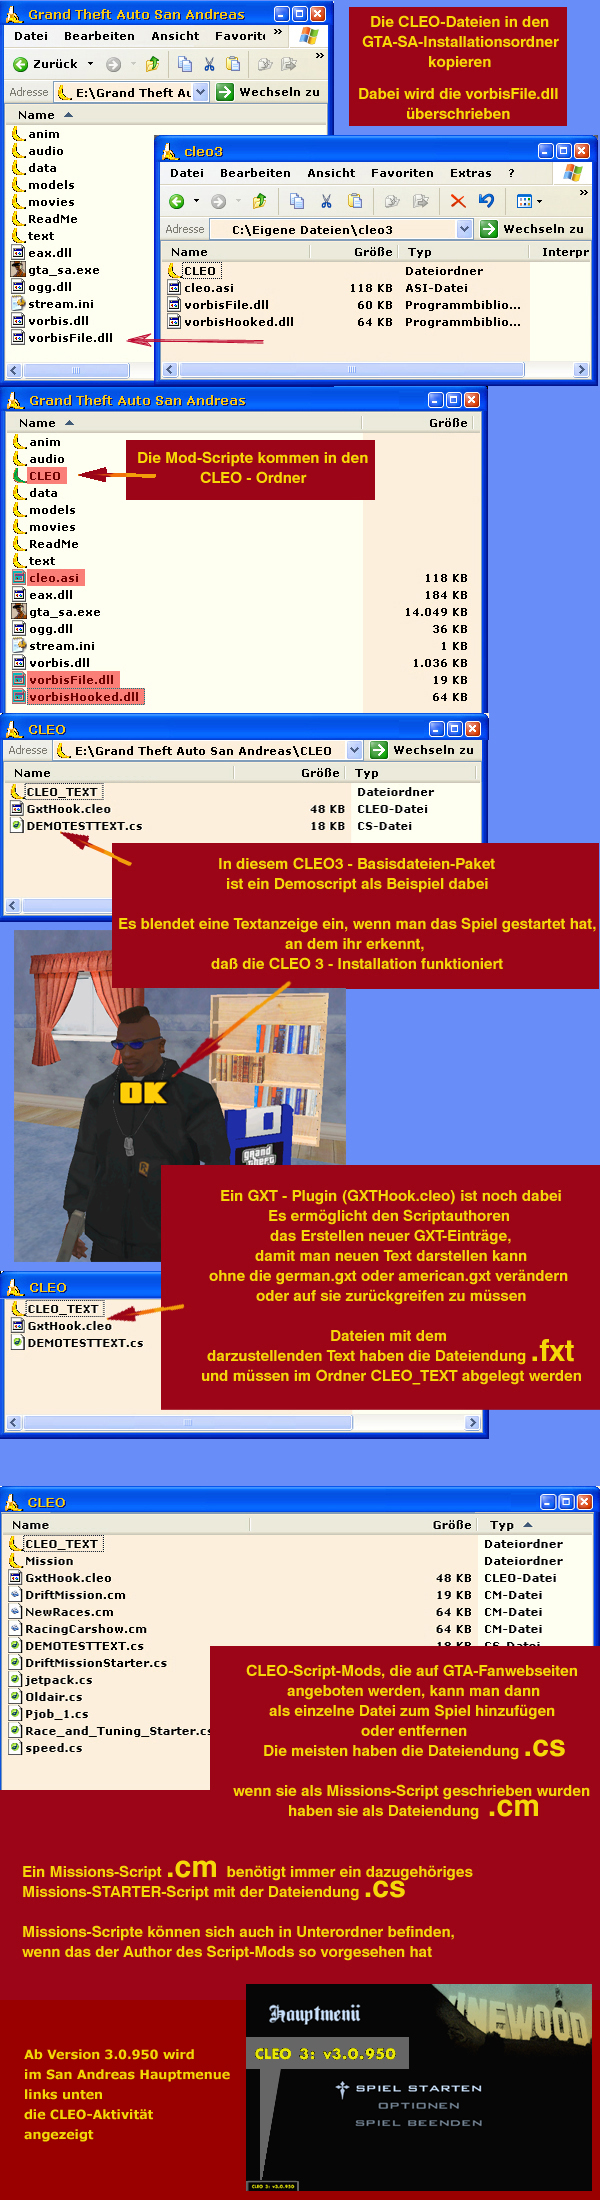 Grand Theft Auto San Andreas
Datei Bearbeiten Ansicht Favorite »
Zurück »
Adresse E:\Grand Theft Au Wechseln zu
Name
anim
audio
data
models
movies
ReadMe
text
eax.dll
gta_sa.exe
ogg.dll
stream.ini
vorbis.dll
vorbisFile.dll
Die CLEO-Dateien in den
GTA-SA-Installationsordner
kopieren
Dabei wird die vorbisFile.dll
überschrieben
cleo3
Datei Bearbeiten Ansicht Favoriten Extras ?
»
Adresse C:\Eigene Dateien\cleo3 Wechseln zu
Name Größe Typ Interpr
CLEO Dateiordner
cleo.asi 118 KB ASI-Datei
vorbisFile.dll 60 KB Programmbiblio...
vorbisHooked.dll 64 KB Programmbiblio...
Grand Theft Auto San Andreas
Name Größe
anim
audio
CLEO
data
models
movies
ReadMe
text
cleo.asi 118 KB
eax.dll 184 KB
gta_sa.exe 14.049 KB
ogg.dll 36 KB
stream.ini 1 KB
vorbis.dll 1.036 KB
vorbisFile.dll 19 KB
vorbisHooked.dll 64 KB
Die Mod-Scripte kommen in den
CLEO - Ordner
CLEO
Adresse E:\Grand Theft Auto San Andreas\CLEO Wechseln zu
Name Größe Typ
CLEO_TEXT Dateiordner
GxtHook.cleo 48 KB CLEO-Datei
DEMOTESTTEXT.cs 18 KB CS-Datei
In diesem CLEO3 - Basisdateien-Paket
ist ein Demoscript als Beispiel dabei
Es blendet eine Textanzeige ein, wenn man das Spiel gestartet hat,
an dem ihr erkennt,
daß die CLEO 3 - Installation funktioniert
OK
grand
theft
Ein GXT - Plugin (GXTHook.cleo) ist noch dabei
Es ermöglicht den Scriptauthoren
das Erstellen neuer GXT-Einträge,
damit man neuen Text darstellen kann
ohne die german.gxt oder american.gxt verändern
oder auf sie zurückgreifen zu müssen
Dateien mit dem
darzustellenden Text haben die Dateiendung .fxt
und müssen im Ordner CLEO_TEXT abgelegt werden
CLEO
CLEO_TEXT
GxtHook.cleo
DEMOTESTTEXT.cs
CLEO
Name Größe Typ
CLEO_TEXT Dateiordner
Mission Dateiordner
GxtHook.cleo 48 KB CLEO-Datei
DriftMission.cm 19 KB CM-Datei
NewRaces.cm 64 KB CM-Datei
RacingCarshow.cm 64 KB CM-Datei
DEMOTESTTEXT.cs 18 KB CS-Datei
DriftMissionStarter.cs
jetpack.cs
Oldair.cs
Pjob_1.cs
Race_and_Tuning_Starter.cs
speed.cs
CLEO-Script-Mods, die auf GTA-Fanwebseiten
angeboten werden, kann man dann
als einzelne Datei zum Spiel hinzufügen
oder entfernen
Die meisten haben die Dateiendung .cs
wenn sie als Missions-Script geschrieben wurden
haben sie als Dateiendung .cm
Ein Missions-Script .cm benötigt immer ein dazugehöriges
Missions-STARTER-Script mit der Dateiendung .cs
Missions-Scripte können sich auch in Unterordner befinden,
wenn das der Author des Script-Mods so vorgesehen hat
Ab Version 3.0.950 wird
im San Andreas Hauptmenue
links unten
die CLEO-Aktivität
angezeigt
Hauptmenü
INEWOOD
CLEO 3: v3.0.950
SPIEL STARTEN
OPTIONEN
SPIEL BEENDEN
CLEO 3: v3.0.950